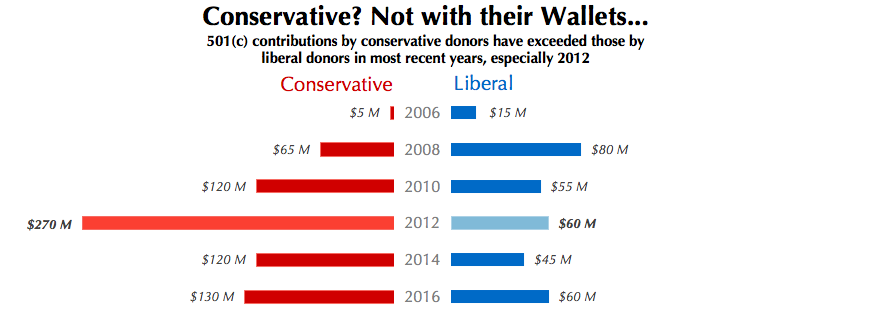 Conservative? Not with their Wallets...
501(c) contributions by conservative donors have exceeded those by
liberal donors in most recent years, especially 2012
Conservative Liberal
$5 M 2006 $15 M
$65 M 2008 $80 M
$120 M 2010 $55 M
$270 M 2012 $60 M
$120 M 2014 $45 M
$130 M 2016 $60 M